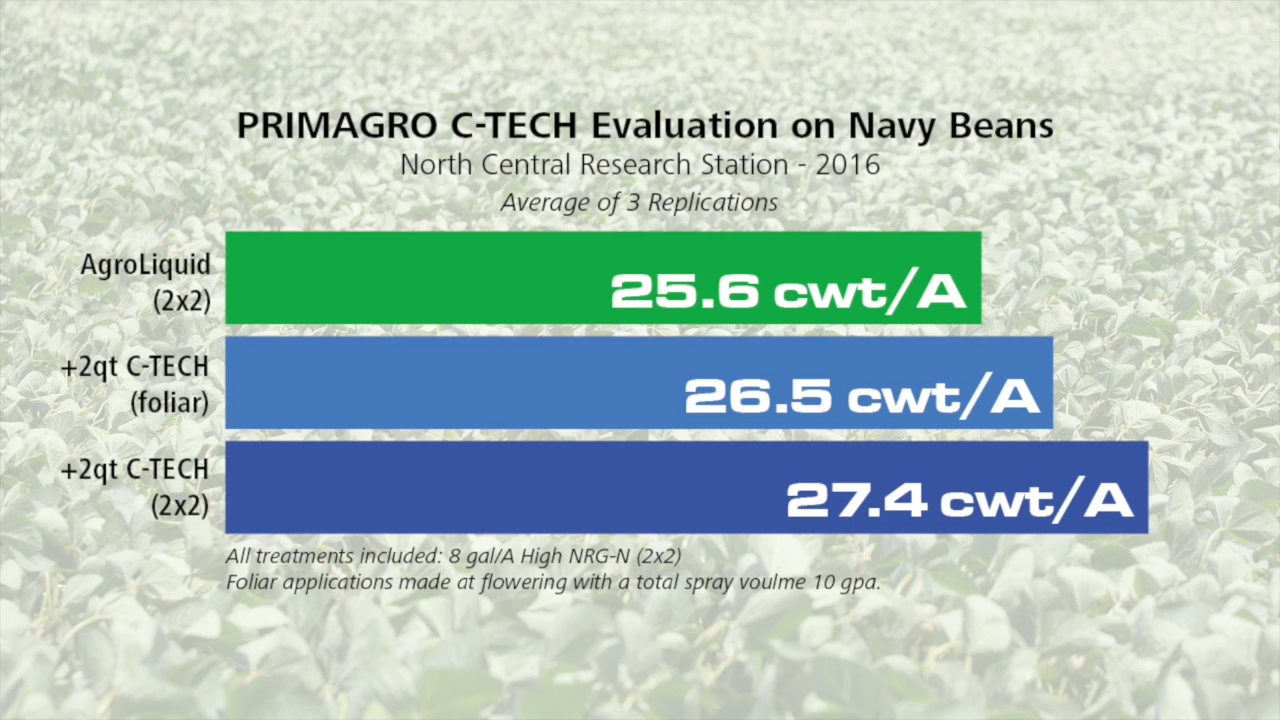 PRIMAGRO C-TECH Evaluation on Navy Beans
North Central Research Station - 2016
Average of 3 Replications
AgroLiquid
(2x2)
25.6 cwt/A
+2qt C-TECH
(foliar)
26.5 cwt/A
+2qt C-TECH
(2x2)
27.4 cwt/A
All treatments included: 8 gal/A High NRG-N (2x2)
Foliar applications made at flowering with a total spray voulme 10 gpa.